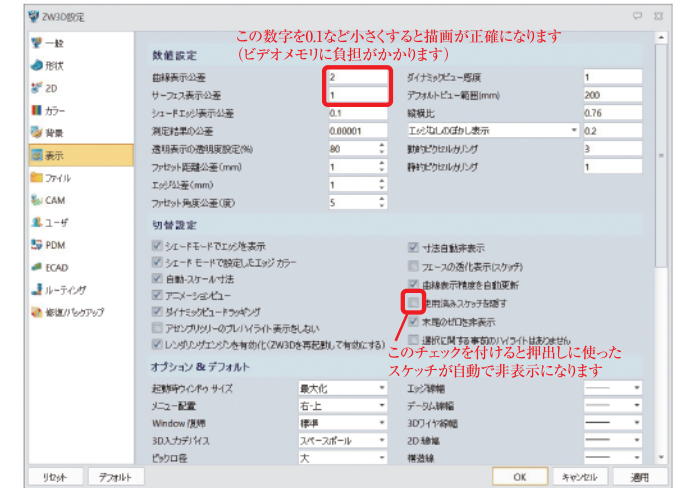 ZW3D設定
この数字を0.1など小さくすると描画が正確になります
(ビデオメモリに負担がかかります)
一般
形状
2D
カラー
背景
表示
ファイル
CAM
ユーザ
PDM
ECAD
ルーティング
修復/バックアップ
数値設定
曲線表示公差 2 ダイナミックビュー感度 1
サーフェス表示公差 1 デフォルトビュー範囲(mm) 200
シェードエッジ表示公差 0.1 縦横比 0.76
測定結果の公差 0.00001 エッジなしのぼかし表示 0.2
透明表示の透明度設定(%) 80 動的ピクセルカリング 3
ファセット距離公差(mm) 1 静的ピクセルカリング 1
エッジ公差(mm) 1
ファセット角度公差(度) 5
切替設定
シェードモードでエッジを表示 寸法自動非表示
シェードモードで設定したエッジカラー フェースの透化表示(スケッチ)
自動-スケール寸法 曲線表示精度を自動更新
アニメーションビュー 使用済みスケッチを隠す
ダイナミックビュートラッキング 末尾のゼロを非表示
アセンブリツリーのプレハイライト表示をしない 選択に関する事前のハイライトはありません
レンダリングエンジンを有効化(ZW3Dを再起動して有効にする)
このチェックを付けると押出しに使った
スケッチが自動で非表示になります
オプション & デフォルト
起動時ウィンドウ サイズ 最大化 エッジ線幅
メニュー配置 右-上 データム線幅
Window 復帰 標準 3Dワイヤ線幅
3D入力デバイス スペースボール 2D 線幅
ピック口径 大 構造線
リセット デフォルト OK キャンセル 適用